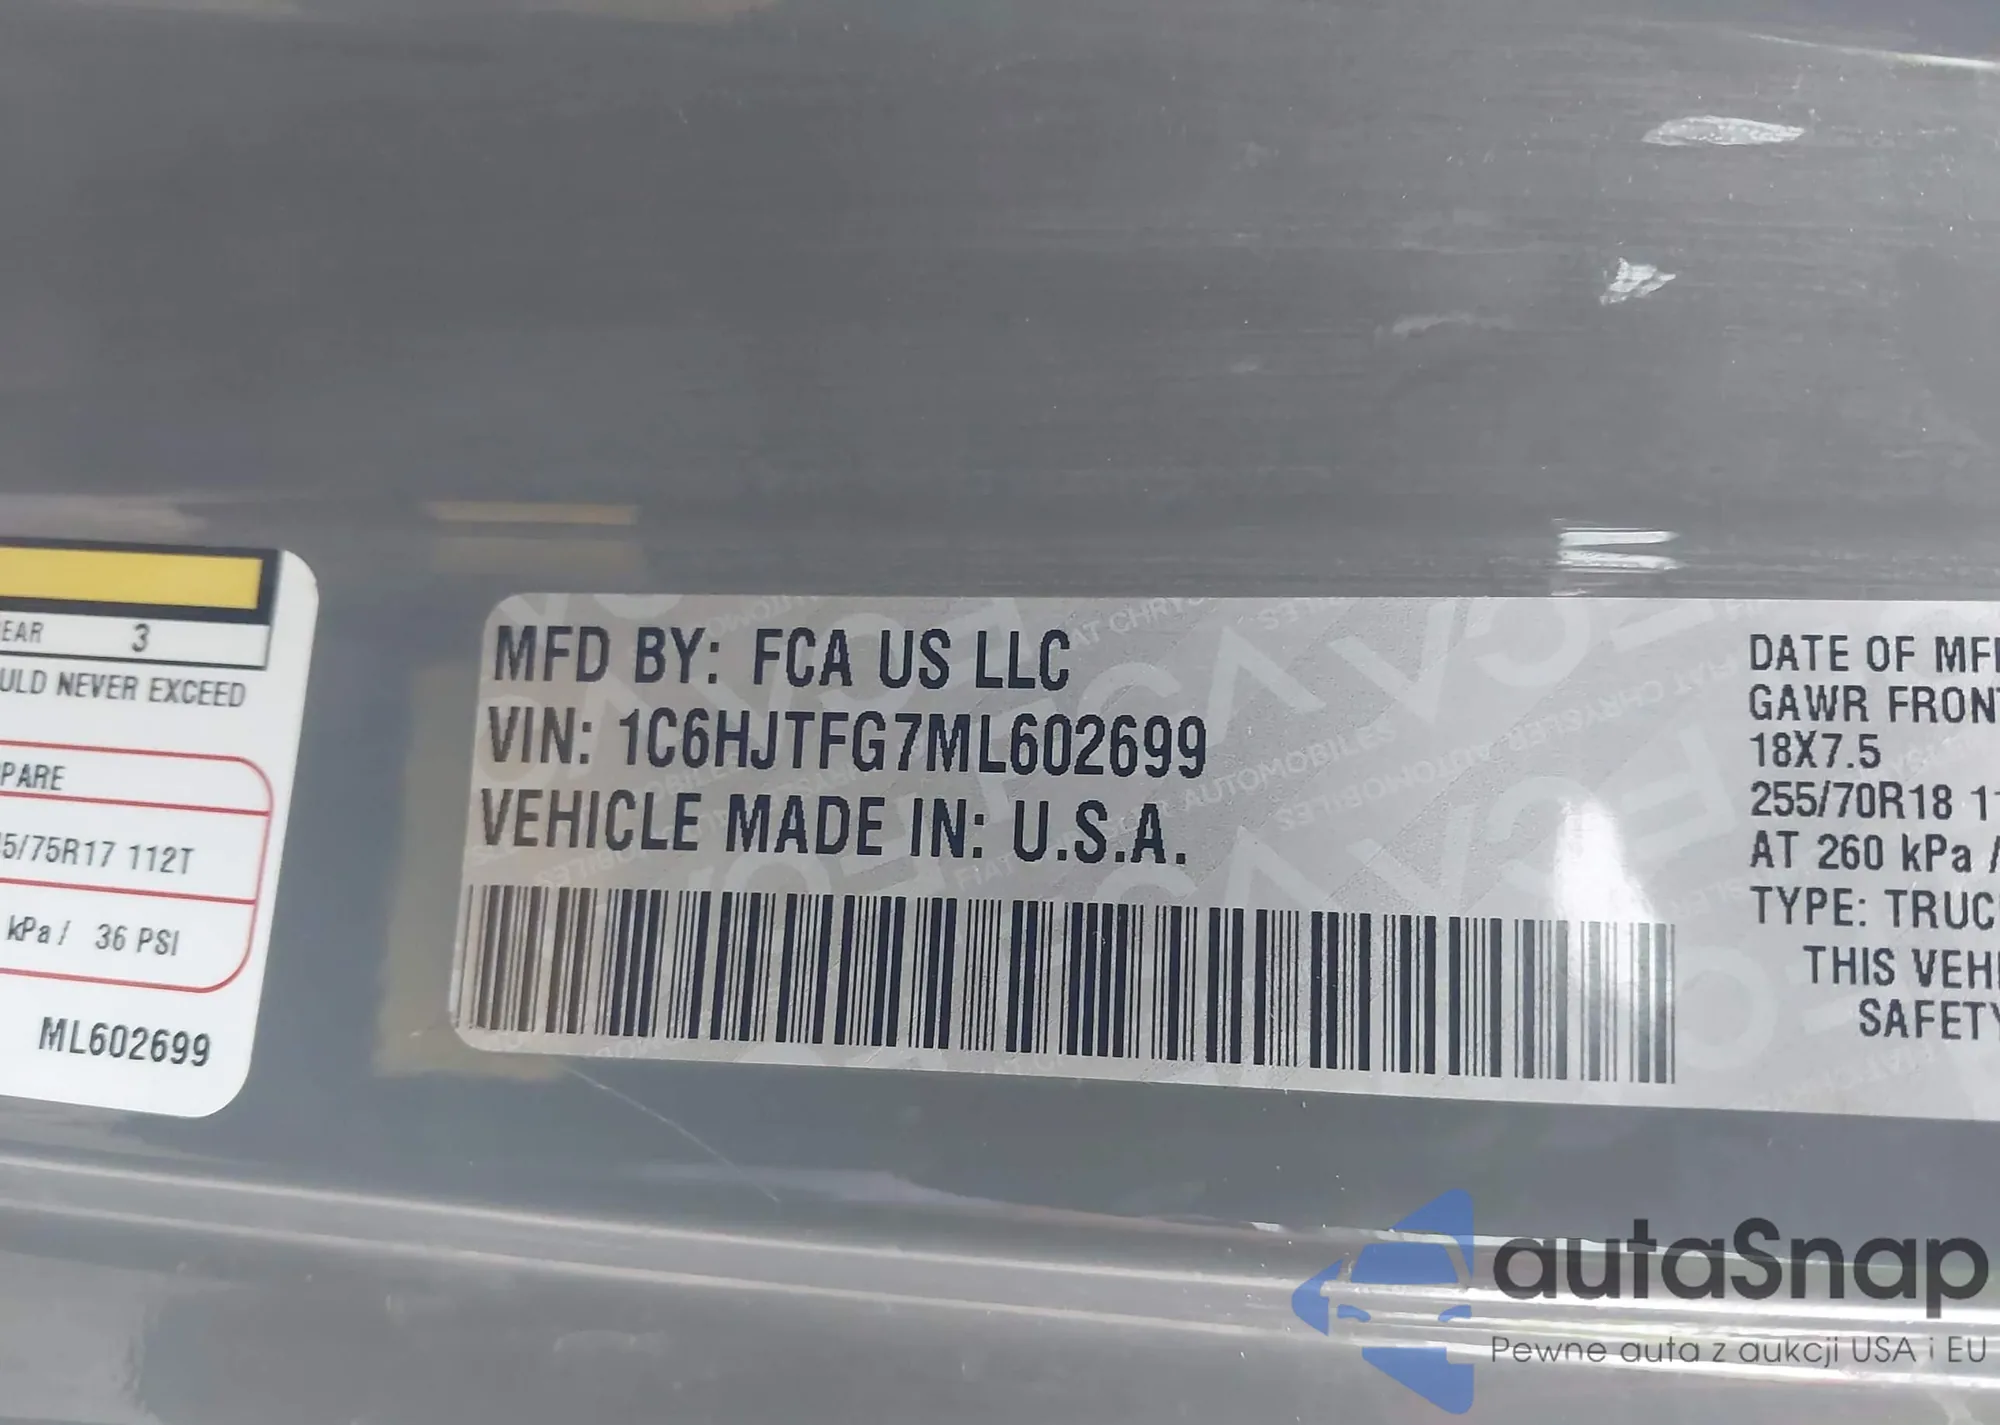 EAR 3
ULD NEVER EXCEED
PARE
5/75R17 112T
kPa / 36 PSI
ML602699
MFD BY: FCA US LLC
VIN: 1C6HJTFG7ML602699
VEHICLE MADE IN: U.S.A.
DATE OF MF
GAWR FRON
18X7.5
255/70R18 1
AT 260 kPa /
TYPE: TRUC
THIS VEH
SAFETY
autaSnap
Pewne auta z aukcji USA i EU